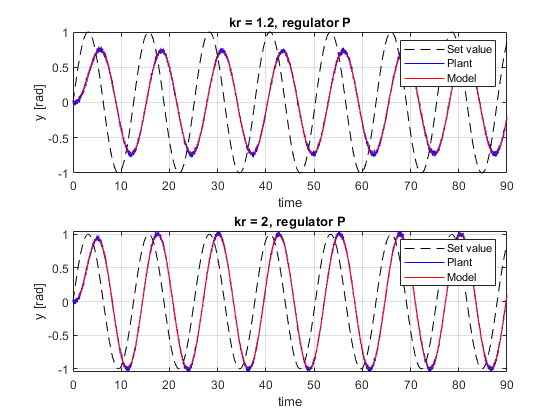 kr = 1.2, regulator P
1
0.5
0
-0.5
-1
y [rad]
Set value
Plant
Model
0 10 20 30 40 50 60 70 80 90
time
kr = 2, regulator P
1
0.5
0
-0.5
-1
y [rad]
Set value
Plant
Model
0 10 20 30 40 50 60 70 80 90
time